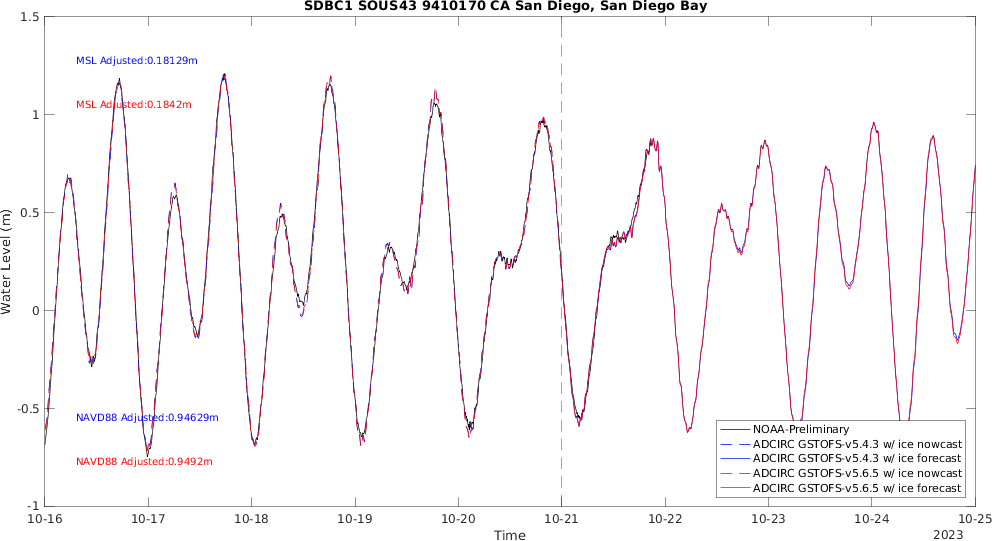 SDBC1 SOUS43 9410170 CA San Diego, San Diego Bay
1.5
MSL Adjusted:0.18129m
MSL Adjusted:0.1842m
1
0.5
Water Level (m)
0
-0.5
NAVD88 Adjusted:0.94629m
NAVD88 Adjusted:0.9492m
NOAA-Preliminary
ADCIRC GSTOFS-v5.4.3 w/ ice nowcast
ADCIRC GSTOFS-v5.4.3 w/ ice forecast
ADCIRC GSTOFS-v5.6.5 w/ ice nowcast
ADCIRC GSTOFS-v5.6.5 w/ ice forecast
-1
10-16 10-17 10-18 10-19 10-20 10-21 10-22 10-23 10-24 10-25
Time
2023